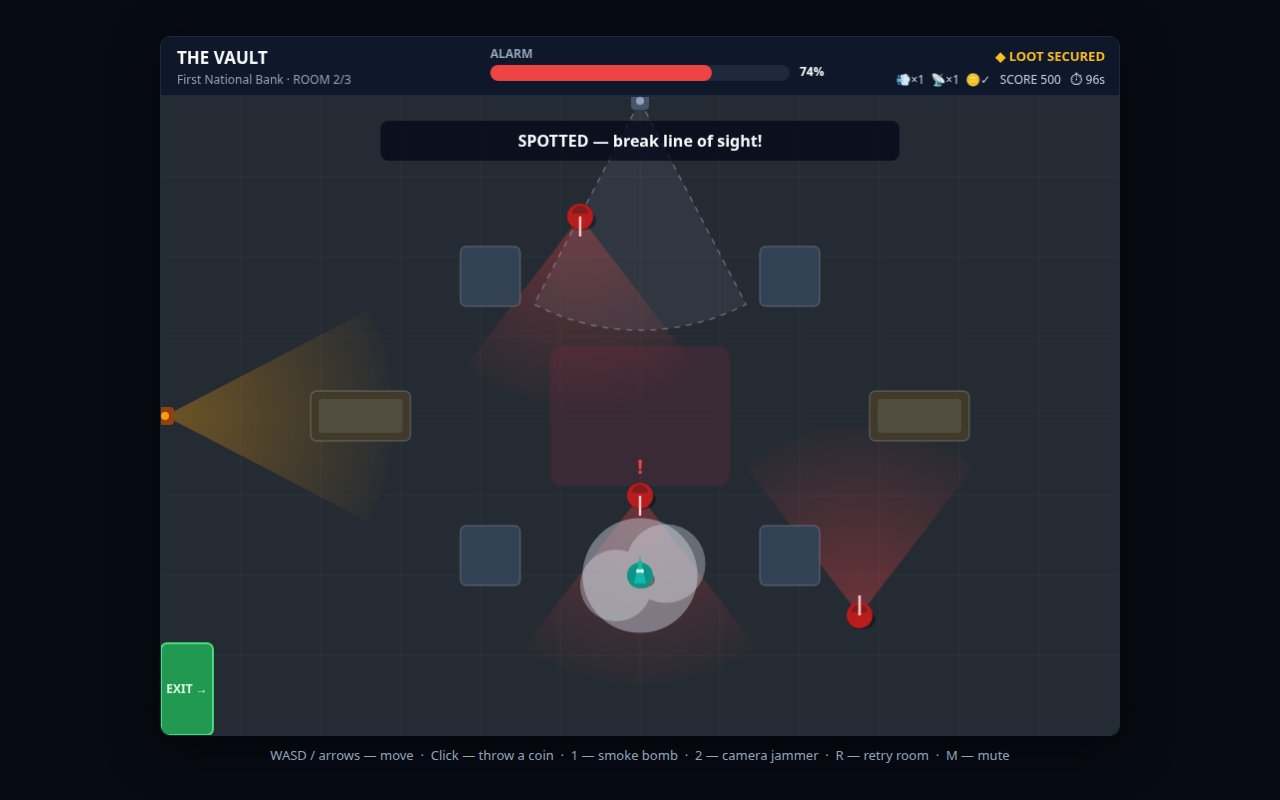 THE VAULT
First National Bank · ROOM 2/3
ALARM
74%
◆ LOOT SECURED
💨×1 📡×1 🪙✓ SCORE 500 ⏱ 96s
SPOTTED — break line of sight!
!
EXIT →
WASD / arrows — move · Click — throw a coin · 1 — smoke bomb · 2 — camera jammer · R — retry room · M — mute